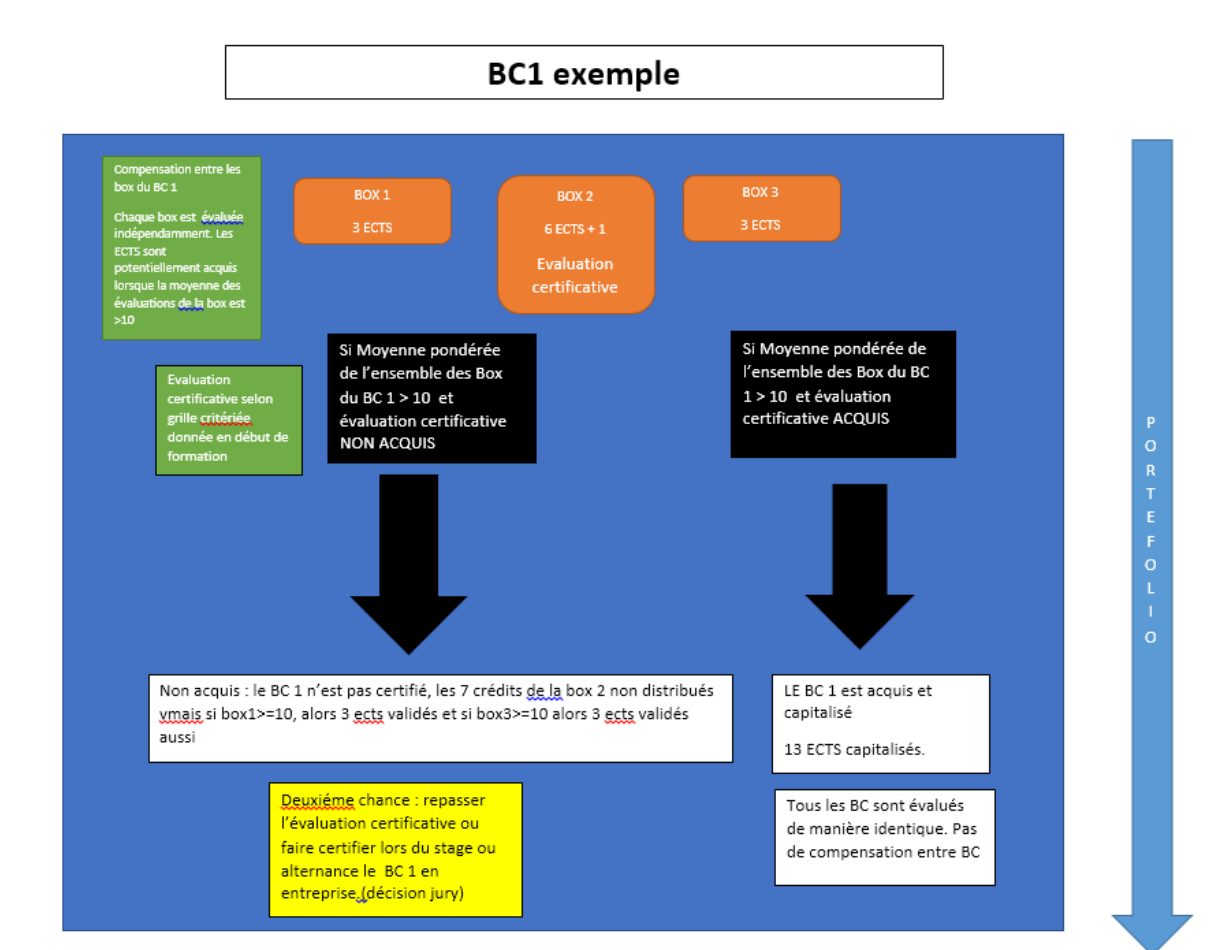 BC1 exemple
Compensation entre les
box du BC 1
Chaque box est évaluée
indépendamment. Les
ECTS sont
potentiellement acquis
lorsque la moyenne des
évaluations de la box est
>10
BOX 1
3 ECTS
BOX 2
6 ECTS + 1
Evaluation
certificative
BOX 3
3 ECTS
Evaluation
certificative selon
grille critériée
donnée en début de
formation
Si Moyenne pondérée
de l'ensemble des Box
du BC 1 > 10 et
évaluation certificative
NON ACQUIS
Si Moyenne pondérée de
l'ensemble des Box du BC
1 > 10 et évaluation
certificative ACQUIS
Non acquis : le BC 1 n'est pas certifié, les 7 crédits de la box 2 non distribués
vmais si box1>=10, alors 3 ects validés et si box3>=10 alors 3 ects validés
aussi
LE BC 1 est acquis et
capitalisé
13 ECTS capitalisés.
Deuxiéme chance : repasser
l'évaluation certificative ou
faire certifier lors du stage ou
alternance le BC 1 en
entreprise.(décision jury)
Tous les BC sont évalués
de manière identique. Pas
de compensation entre BC
P
O
R
T
E
F
O
L
I
O